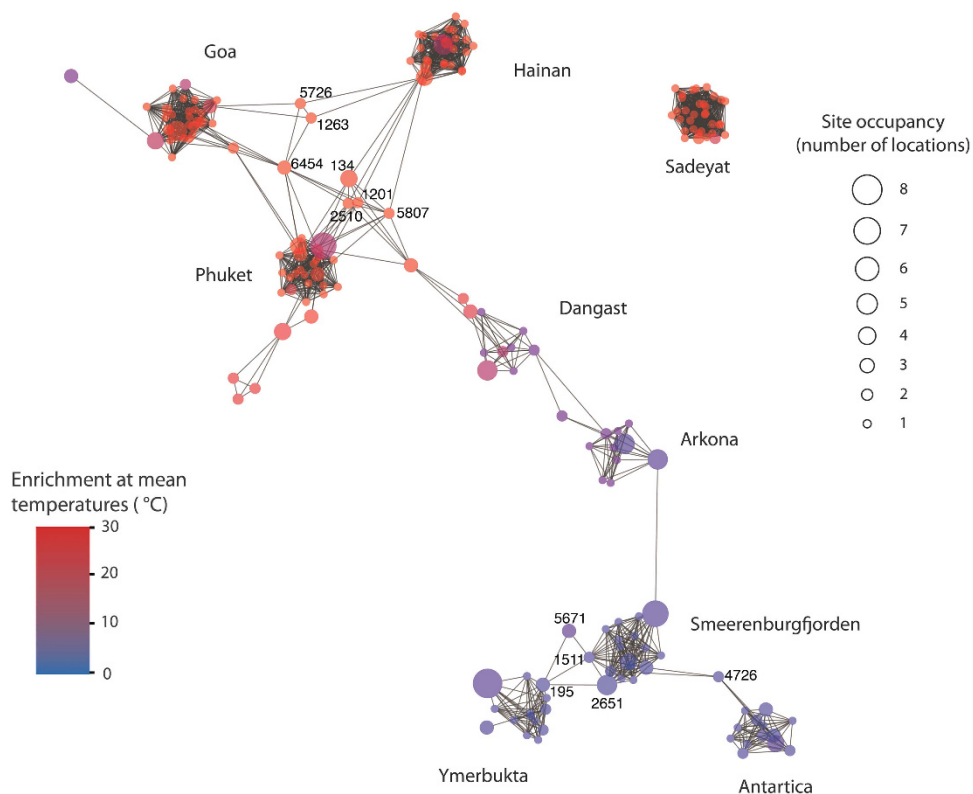 Goa
Hainan
5726
1263
Sadeyat
Site occupancy
(number of locations)
8
7
6
5
4
3
2
1
6454
134
1201
2510
5807
Phuket
Dangast
Arkona
Enrichment at mean
temperatures ( °C)
30
20
10
0
5671
Smeerenburgfjorden
1511
4726
195
2651
Ymerbukta
Antartica